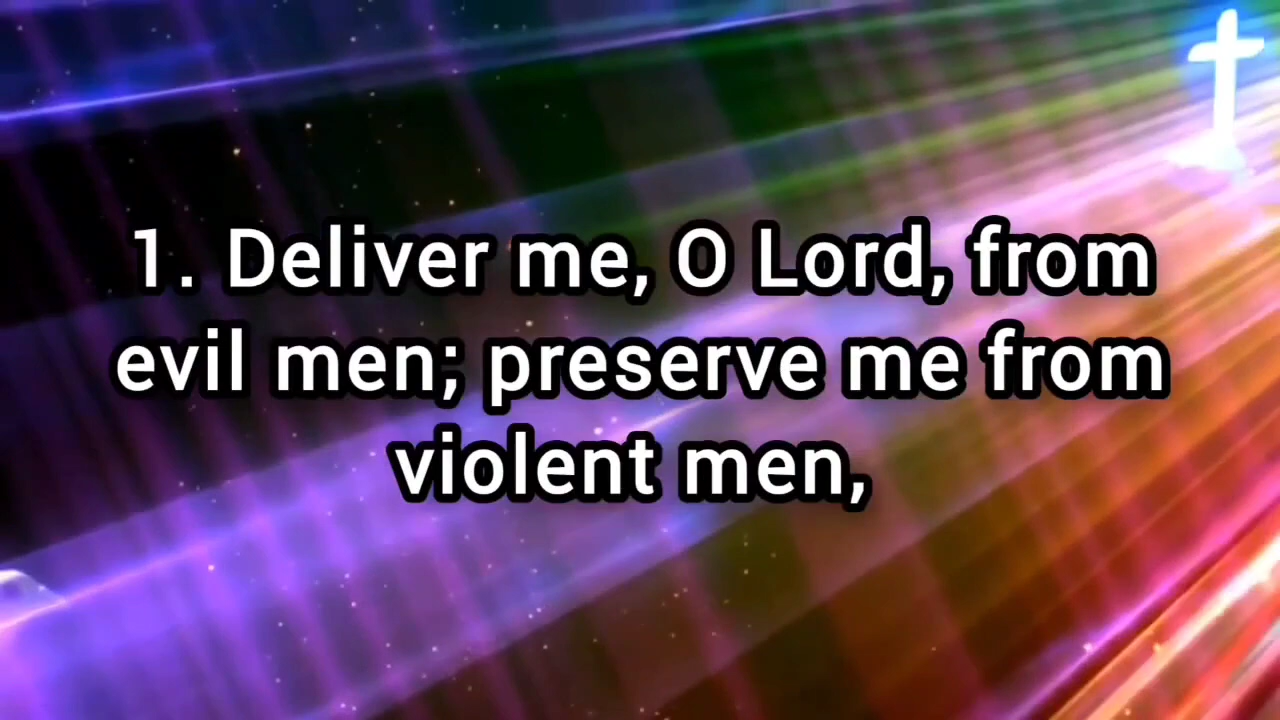 1. Deliver me, O Lord, from
evil men; preserve me from
violent men,